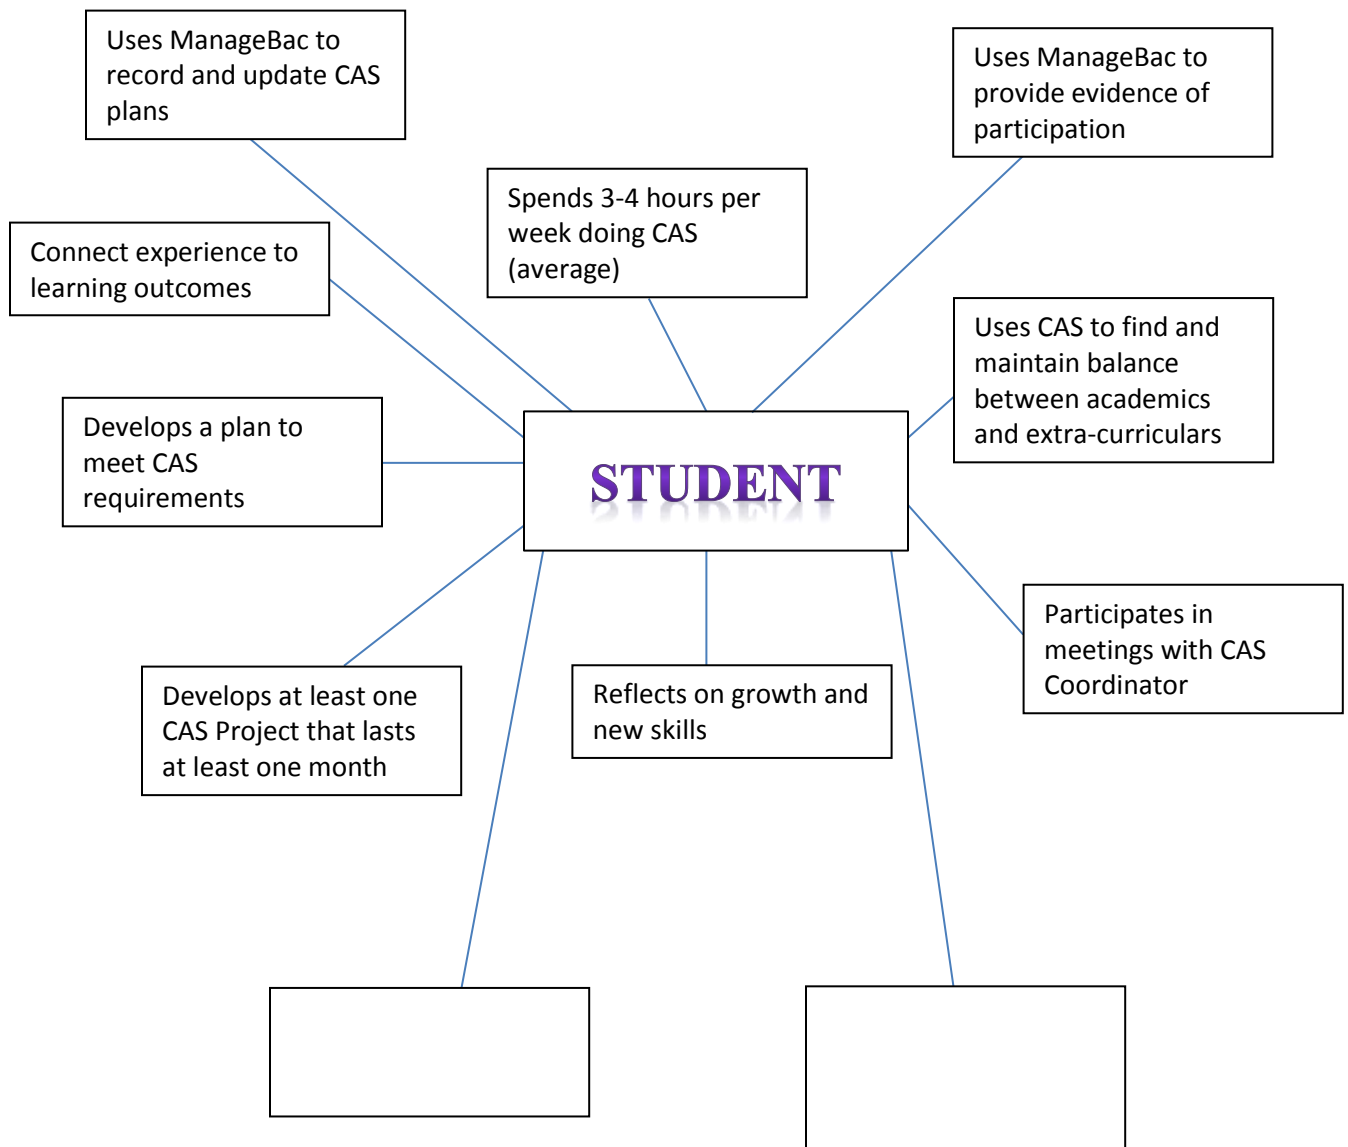 Uses ManageBac to
record and update CAS
plans
Uses ManageBac to
provide evidence of
participation
Spends 3-4 hours per
week doing CAS
(average)
Connect experience to
learning outcomes
Uses CAS to find and
maintain balance
between academics
and extra-curriculars
Develops a plan to
meet CAS
requirements
STUDENT
Participates in
meetings with CAS
Coordinator
Develops at least one
CAS Project that lasts
at least one month
Reflects on growth and
new skills